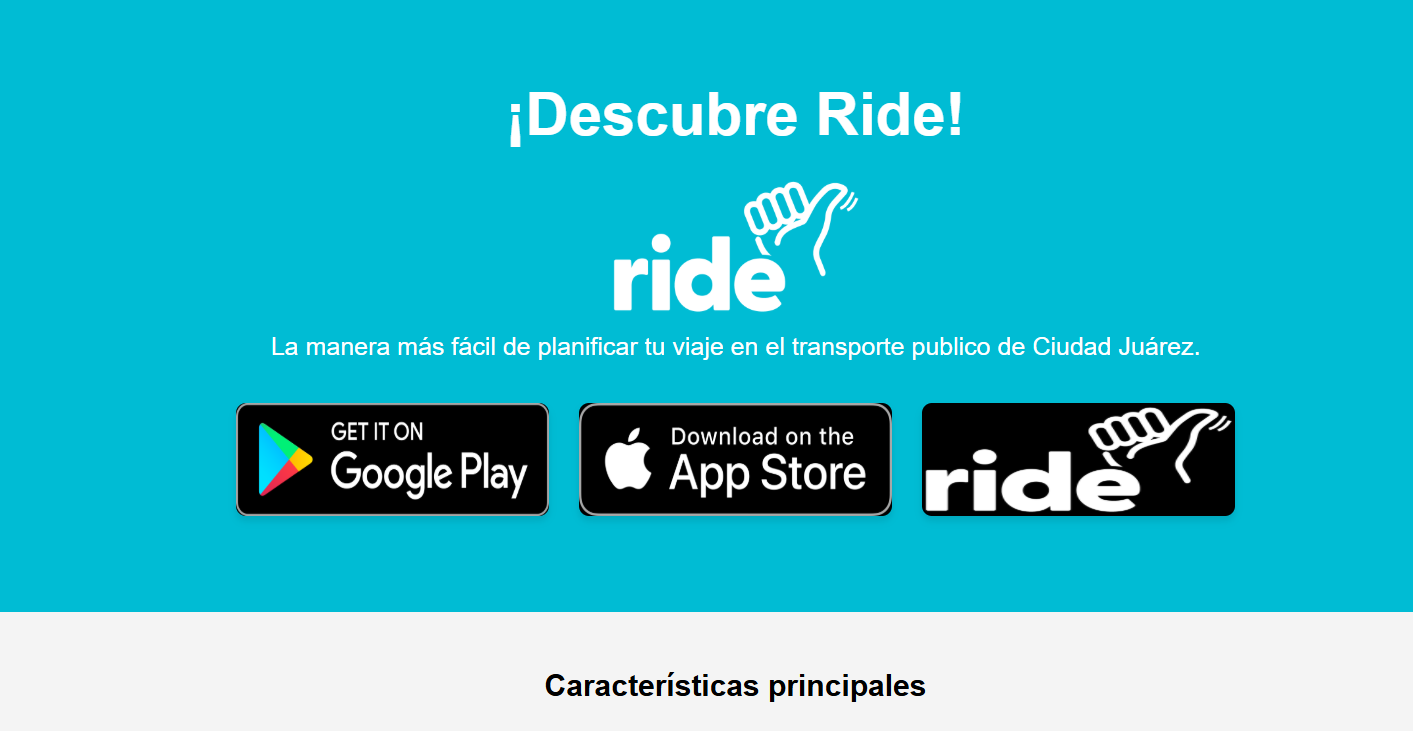 ¡Descubre Ride!
ride
La manera más fácil de planificar tu viaje en el transporte publico de Ciudad Juárez.
GET IT ON
Google Play
Download on the
App Store
ride
Características principales